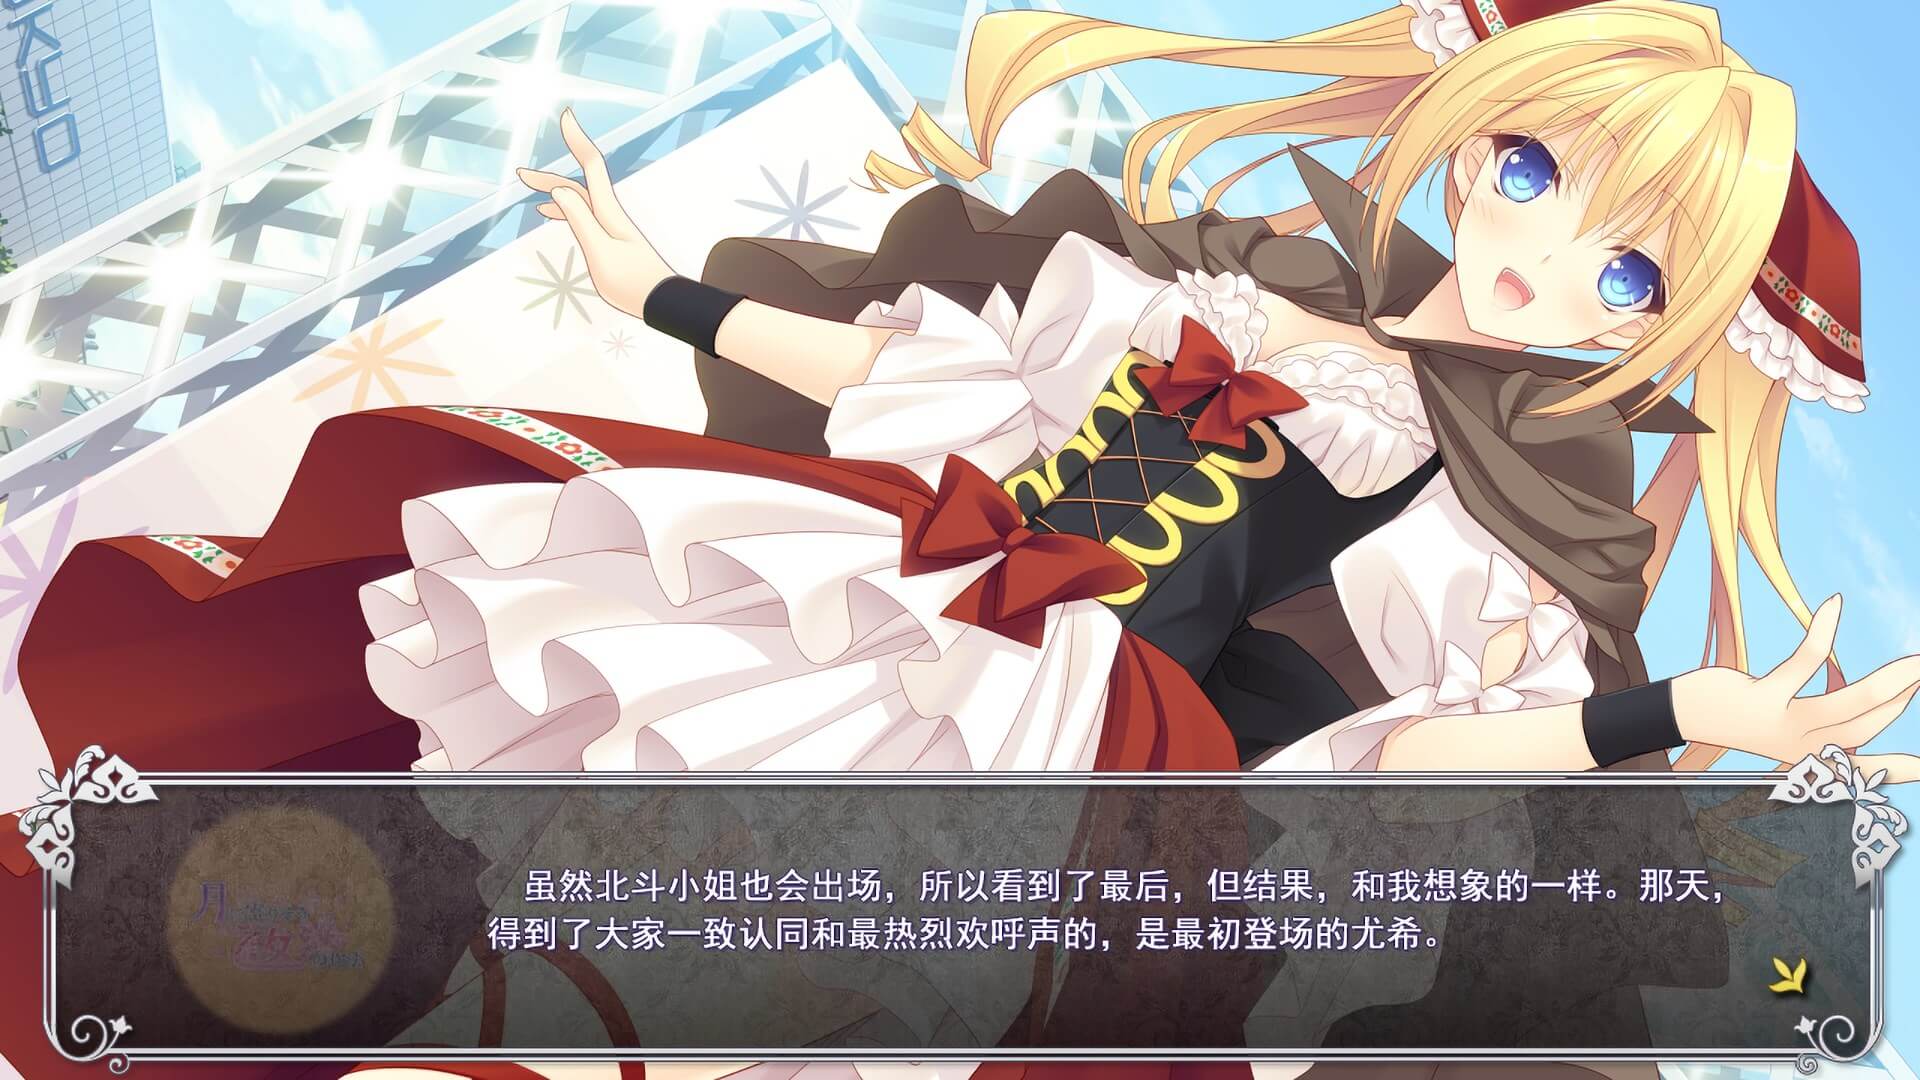 OKYO
虽然北斗小姐也会出场，所以看到了最后，但结果，和我想象的一样。那天，
得到了大家一致认同和最热烈欢呼声的，是最初登场的尤希。